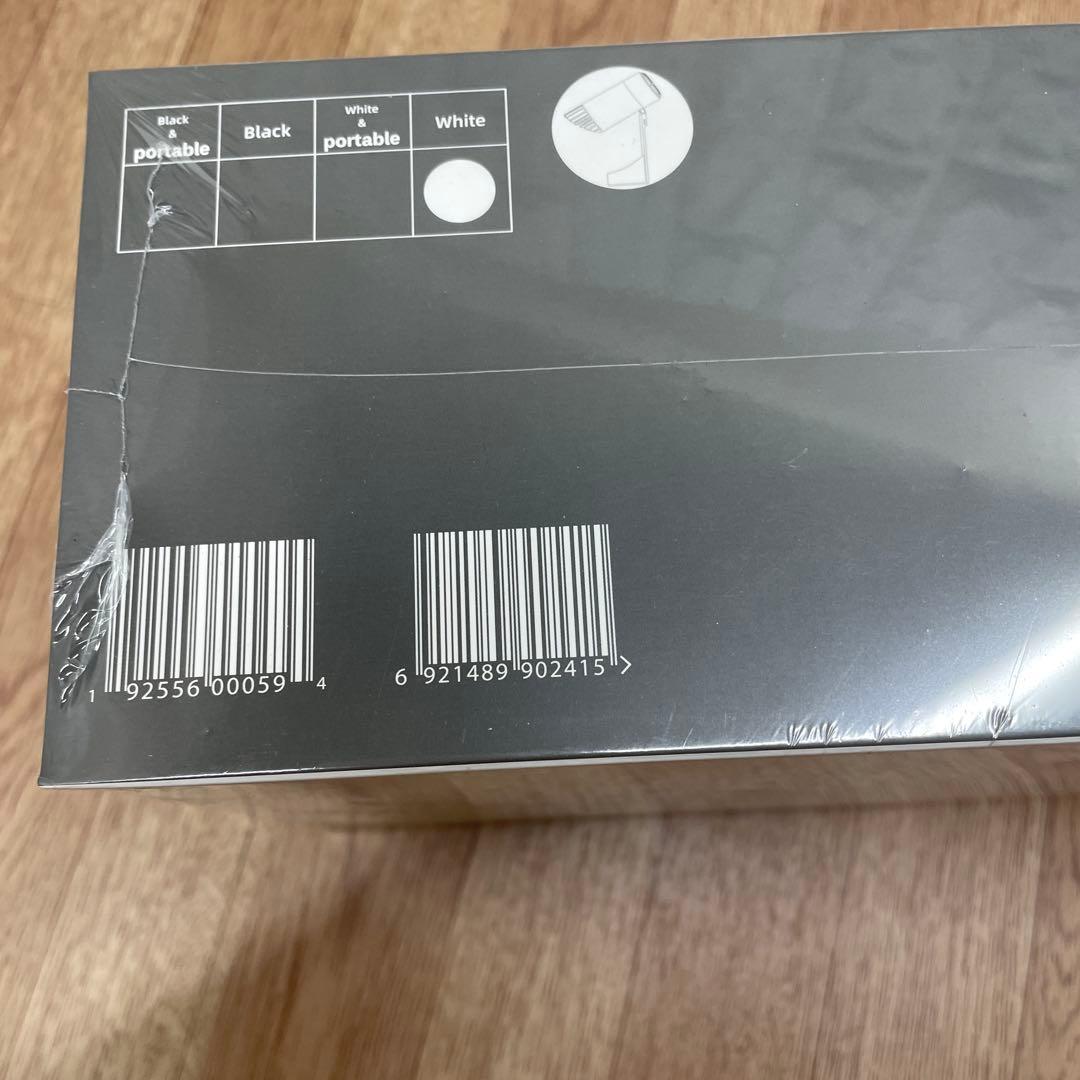 Black
&
portable
Black
White
&
portable
White
1 92556 00059 4
6 921489 902415 >